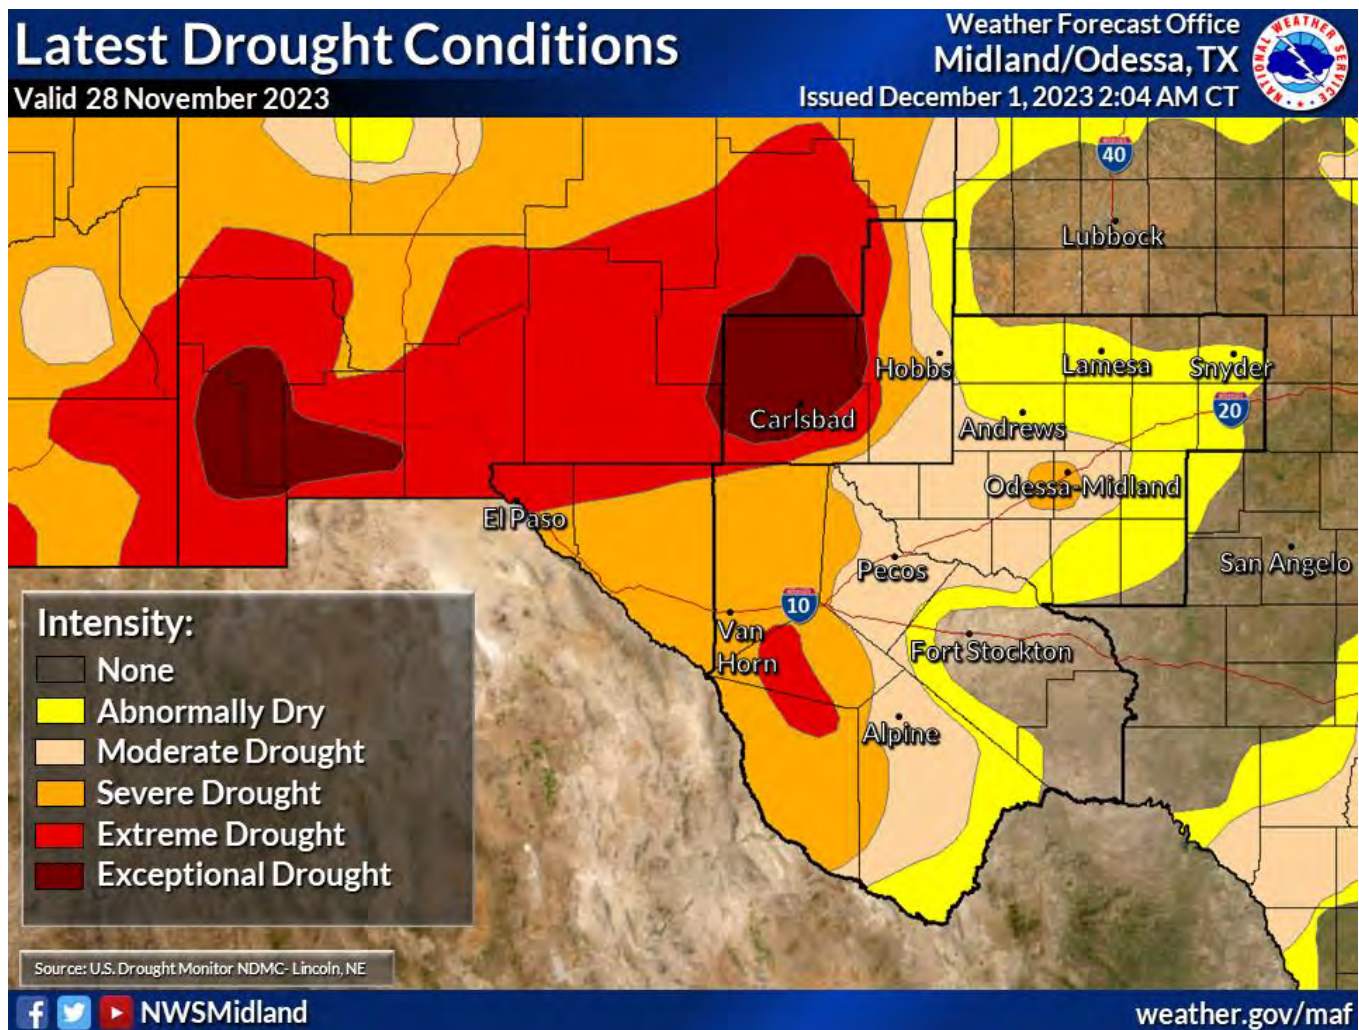 Latest Drought Conditions
Valid 28 November 2023
Weather Forecast Office
Midland/Odessa, TX
Issued December 1, 2023 2:04 AM CT
NATIONAL WEATHER SERVICE
40
Lubbock
Hobbs
Lamesa
Snyder
20
Carlsbad
Andrews
Odessa-Midland
El Paso
Pecos
San Angelo
10
Van
Horn
Fort Stockton
Alpine
Intensity:
None
Abnormally Dry
Moderate Drought
Severe Drought
Extreme Drought
Exceptional Drought
Source: U.S. Drought Monitor NDMC- Lincoln, NE
NWSMidland
weather.gov/maf